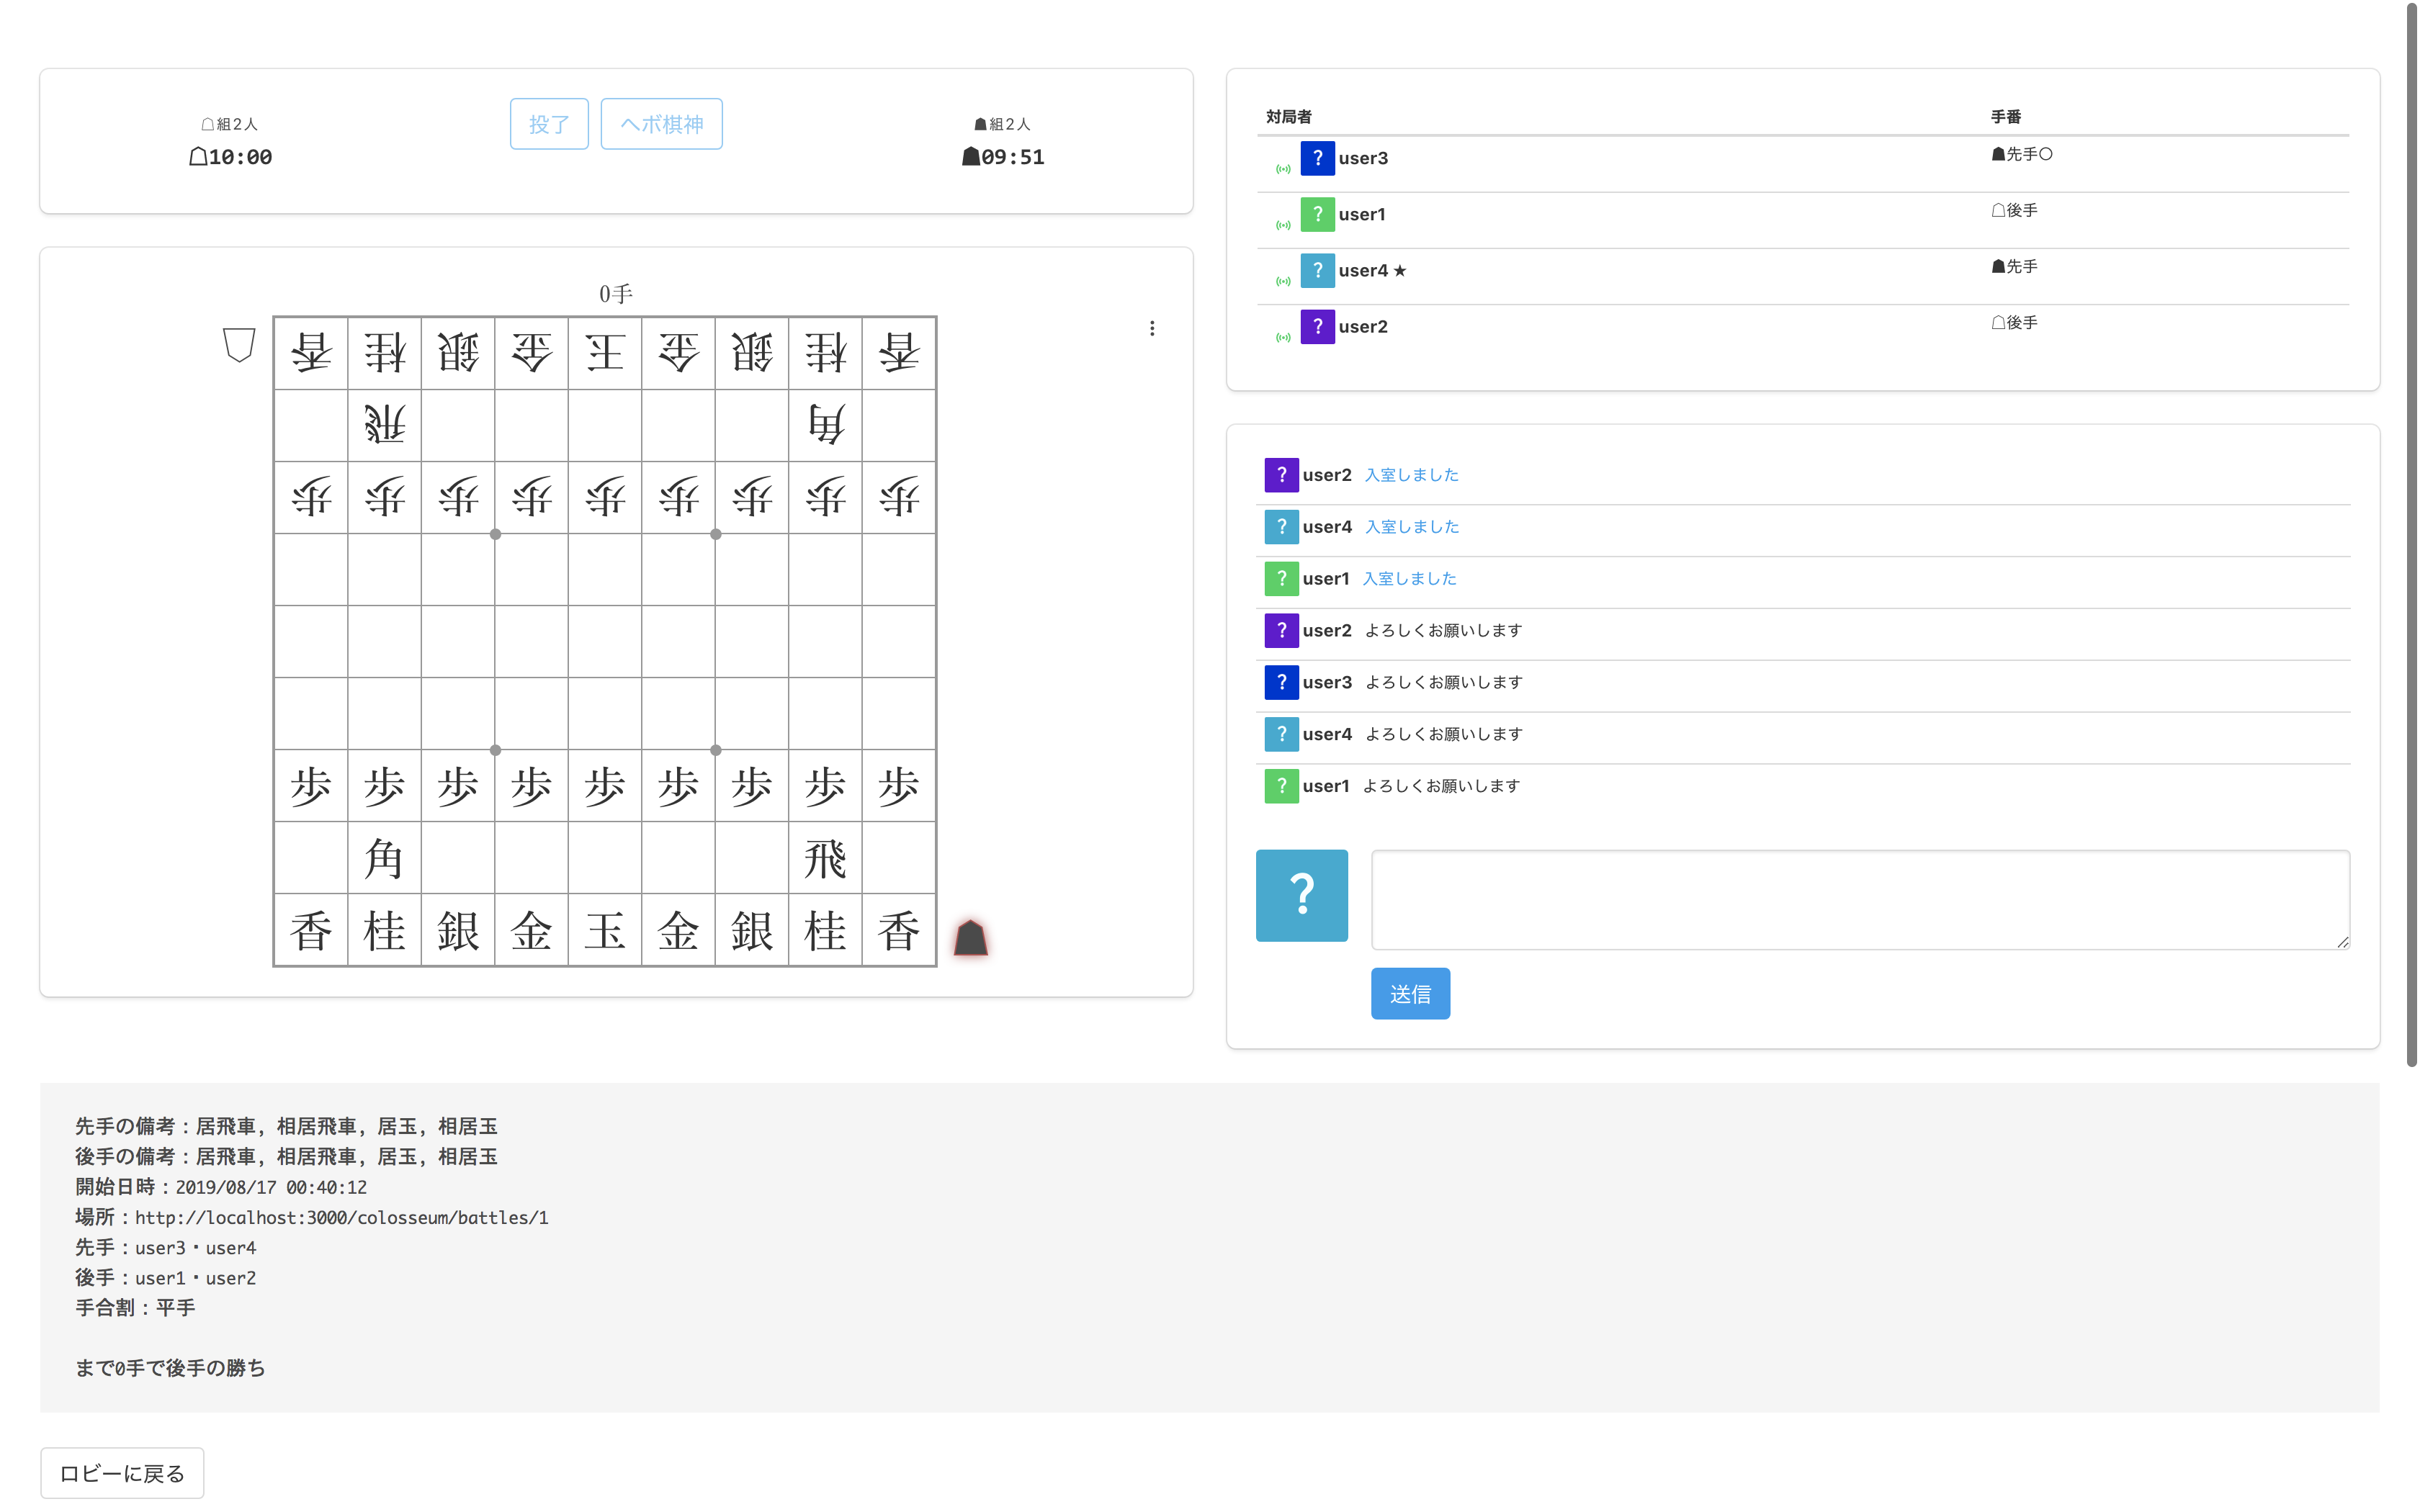 ☖組2人
☖10:00
投了
ヘボ棋神
☗組2人
☗09:51
0手
香桂銀金王金銀桂香
飛角
歩歩歩歩歩歩歩歩歩
歩歩歩歩歩歩歩歩歩
角飛
香桂銀金玉金銀桂香
対局者 手番
? user3 ☗先手○
? user1 ☖後手
? user4 ★ ☗先手
? user2 ☖後手
? user2 入室しました
? user4 入室しました
? user1 入室しました
? user2 よろしくお願いします
? user3 よろしくお願いします
? user4 よろしくお願いします
? user1 よろしくお願いします
?
送信
先手の備考：居飛車, 相居飛車, 居玉, 相居玉
後手の備考：居飛車, 相居飛車, 居玉, 相居玉
開始日時：2019/08/17 00:40:12
場所：http://localhost:3000/colosseum/battles/1
先手：user3・user4
後手：user1・user2
手合割：平手
まで0手で後手の勝ち
ロビーに戻る